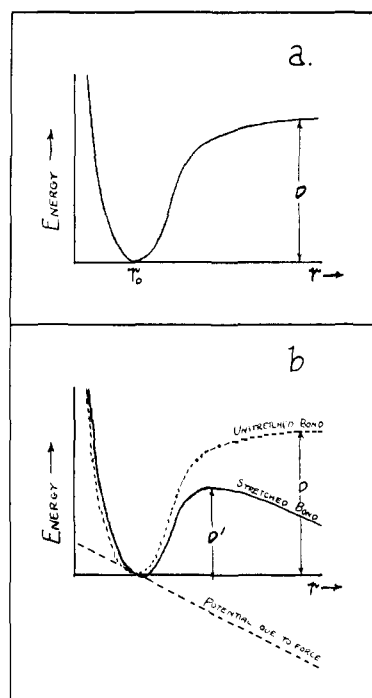 a.
ENERGY →
D
r₀
r →
b
UNSTRETCHED BOND
ENERGY →
D
STRETCHED BOND
D'
r →
POTENTIAL DUE TO FORCE